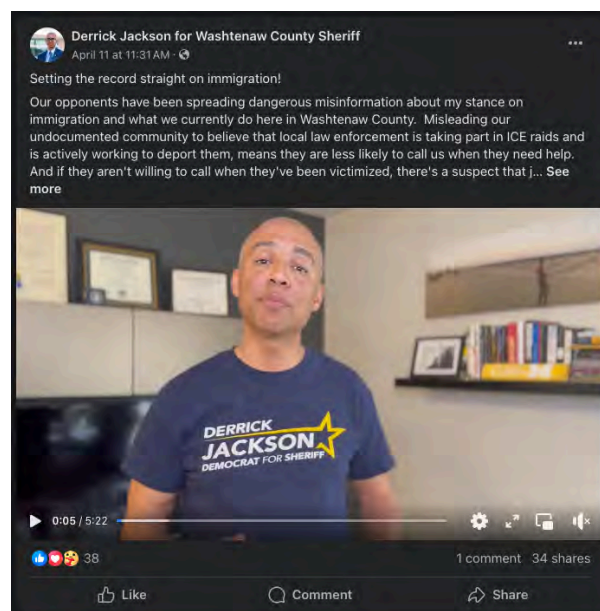 Derrick Jackson for Washtenaw County Sheriff
April 11 at 11:31 AM ·
Setting the record straight on immigration!
Our opponents have been spreading dangerous misinformation about my stance on
immigration and what we currently do here in Washtenaw County. Misleading our
undocumented community to believe that local law enforcement is taking part in ICE raids and
is actively working to deport them, means they are less likely to call us when they need help.
And if they aren't willing to call when they've been victimized, there's a suspect that j... See
more
DERRICK
JACKSON
DEMOCRAT FOR SHERIFF
0:05 / 5:22
38
1 comment 34 shares
Like
Comment
Share